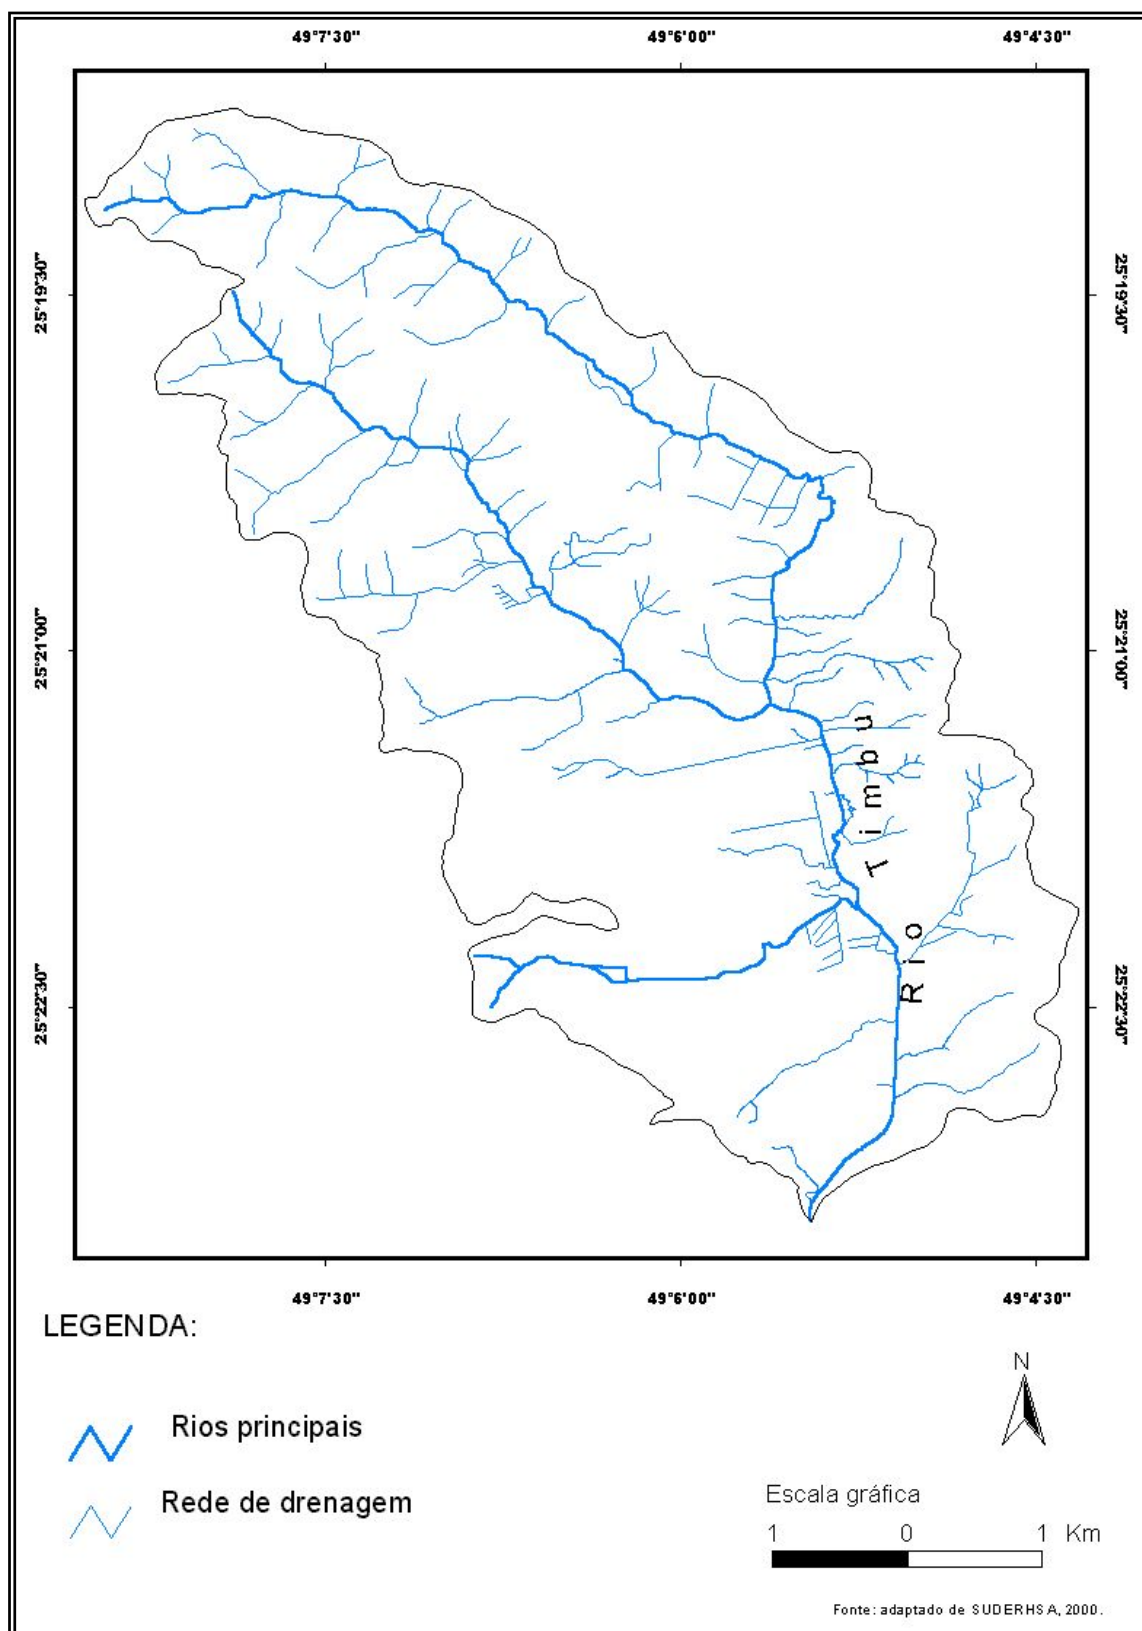 49°7'30" 49°6'00" 49°4'30"
25°19'30" 25°19'30"
25°21'00" 25°21'00"
Rio Timbu
25°22'30" 25°22'30"
49°7'30" 49°6'00" 49°4'30"
LEGENDA:
N
Rios principais
Rede de drenagem
Escala gráfica
1 0 1 Km
Fonte: adaptado de SUDERHSA, 2000.